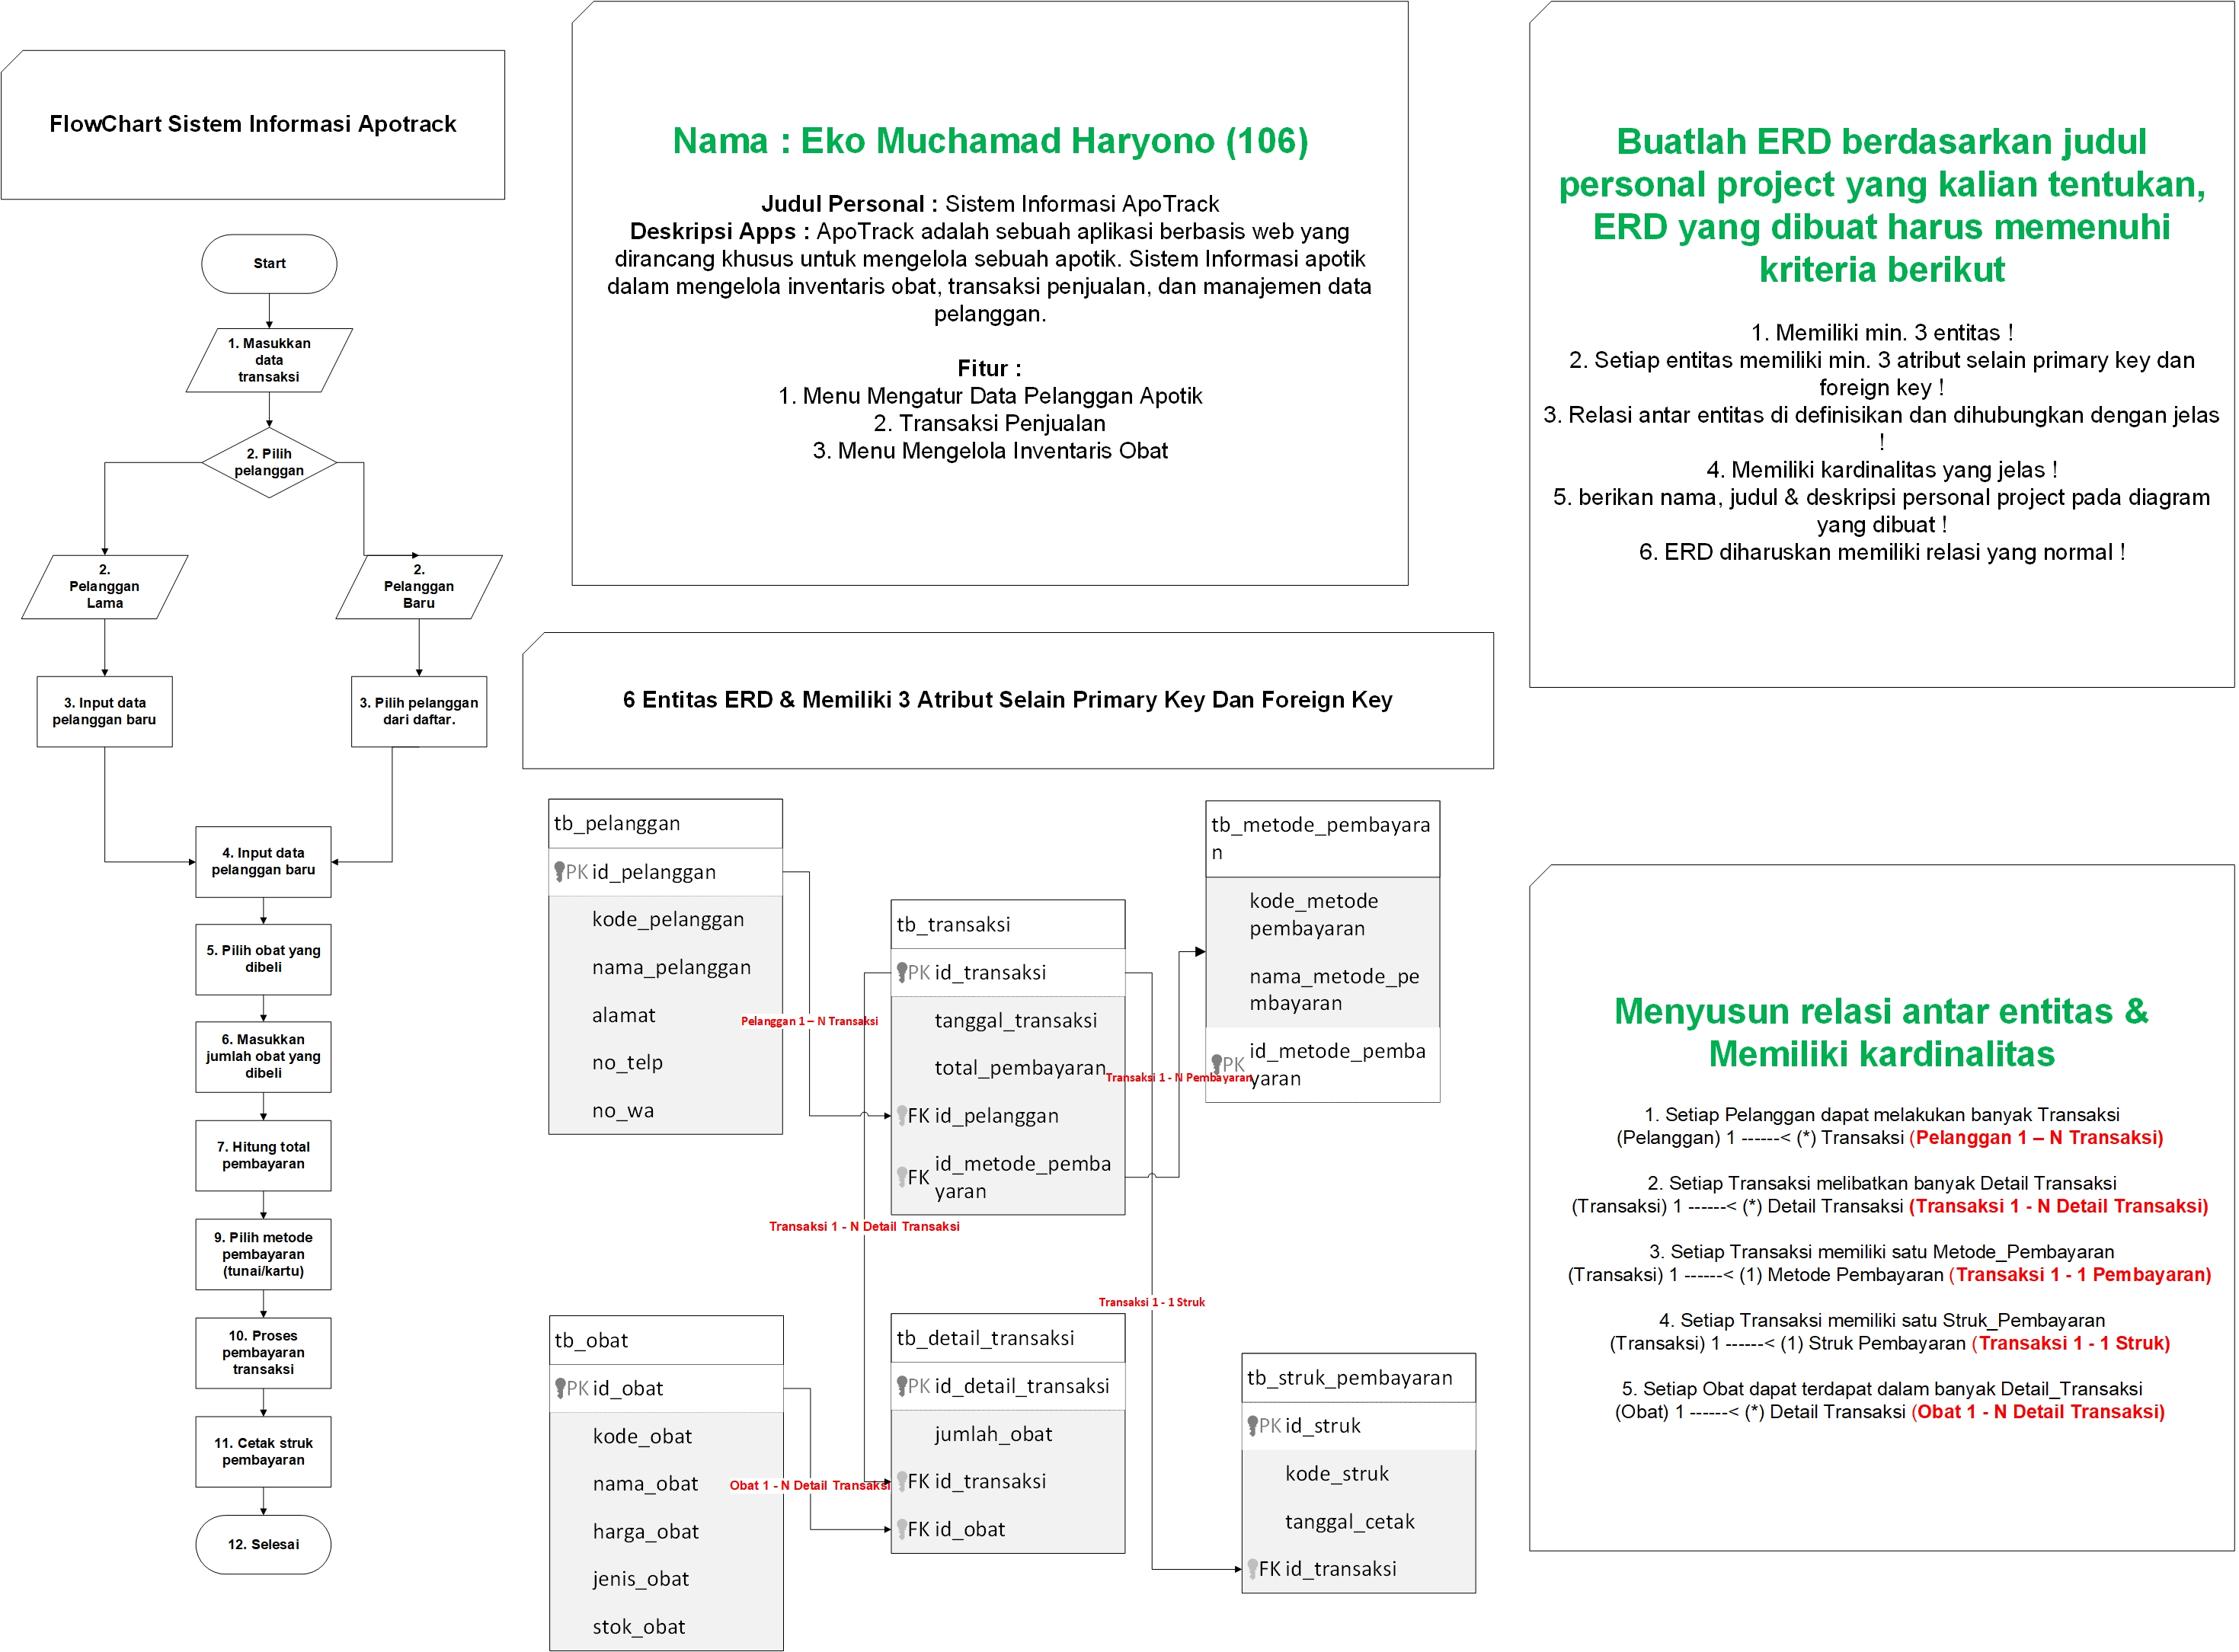 FlowChart Sistem Informasi Apotrack
Start
1. Masukkan
data
transaksi
2. Pilih
pelanggan
2.
Pelanggan
Lama
2.
Pelanggan
Baru
3. Input data
pelanggan baru
3. Pilih pelanggan
dari daftar.
4. Input data
pelanggan baru
5. Pilih obat yang
dibeli
6. Masukkan
jumlah obat yang
dibeli
7. Hitung total
pembayaran
9. Pilih metode
pembayaran
(tunai/kartu)
10. Proses
pembayaran
transaksi
11. Cetak struk
pembayaran
12. Selesai
Nama : Eko Muchamad Haryono (106)
Judul Personal : Sistem Informasi ApoTrack
Deskripsi Apps : ApoTrack adalah sebuah aplikasi berbasis web yang
dirancang khusus untuk mengelola sebuah apotik. Sistem Informasi apotik
dalam mengelola inventaris obat, transaksi penjualan, dan manajemen data
pelanggan.
Fitur :
1. Menu Mengatur Data Pelanggan Apotik
2. Transaksi Penjualan
3. Menu Mengelola Inventaris Obat
6 Entitas ERD & Memiliki 3 Atribut Selain Primary Key Dan Foreign Key
tb_pelanggan
PK id_pelanggan
kode_pelanggan
nama_pelanggan
alamat
no_telp
no_wa
Pelanggan 1 – N Transaksi
tb_transaksi
PK id_transaksi
tanggal_transaksi
total_pembayaran
FK id_pelanggan
FK id_metode_pemba
yaran
Transaksi 1 - N Pembayaran
tb_metode_pembayara
n
kode_metode
pembayaran
nama_metode_pe
mbayaran
PK id_metode_pemba
yaran
Transaksi 1 - N Detail Transaksi
Transaksi 1 - 1 Struk
tb_obat
PK id_obat
kode_obat
nama_obat
harga_obat
jenis_obat
stok_obat
Obat 1 - N Detail Transaksi
tb_detail_transaksi
PK id_detail_transaksi
jumlah_obat
FK id_transaksi
FK id_obat
tb_struk_pembayaran
PK id_struk
kode_struk
tanggal_cetak
FK id_transaksi
Buatlah ERD berdasarkan judul
personal project yang kalian tentukan,
ERD yang dibuat harus memenuhi
kriteria berikut
1. Memiliki min. 3 entitas !
2. Setiap entitas memiliki min. 3 atribut selain primary key dan
foreign key !
3. Relasi antar entitas di definisikan dan dihubungkan dengan jelas
!
4. Memiliki kardinalitas yang jelas !
5. berikan nama, judul & deskripsi personal project pada diagram
yang dibuat !
6. ERD diharuskan memiliki relasi yang normal !
Menyusun relasi antar entitas &
Memiliki kardinalitas
1. Setiap Pelanggan dapat melakukan banyak Transaksi
(Pelanggan) 1 ------< (*) Transaksi (Pelanggan 1 – N Transaksi)
2. Setiap Transaksi melibatkan banyak Detail Transaksi
(Transaksi) 1 ------< (*) Detail Transaksi (Transaksi 1 - N Detail Transaksi)
3. Setiap Transaksi memiliki satu Metode_Pembayaran
(Transaksi) 1 ------< (1) Metode Pembayaran (Transaksi 1 - 1 Pembayaran)
4. Setiap Transaksi memiliki satu Struk_Pembayaran
(Transaksi) 1 ------< (1) Struk Pembayaran (Transaksi 1 - 1 Struk)
5. Setiap Obat dapat terdapat dalam banyak Detail_Transaksi
(Obat) 1 ------< (*) Detail Transaksi (Obat 1 - N Detail Transaksi)